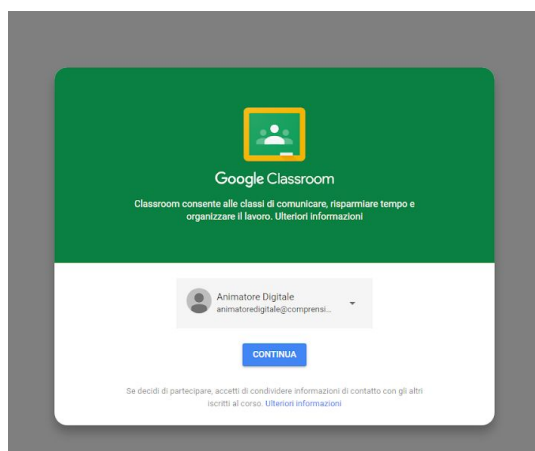 Google Classroom
Classroom consente alle classi di comunicare, risparmiare tempo e
organizzare il lavoro. Ulteriori informazioni
Animatore Digitale
animatoredigitale@comprensi...
CONTINUA
Se decidi di partecipare, accetti di condividere informazioni di contatto con gli altri
iscritti al corso. Ulteriori informazioni